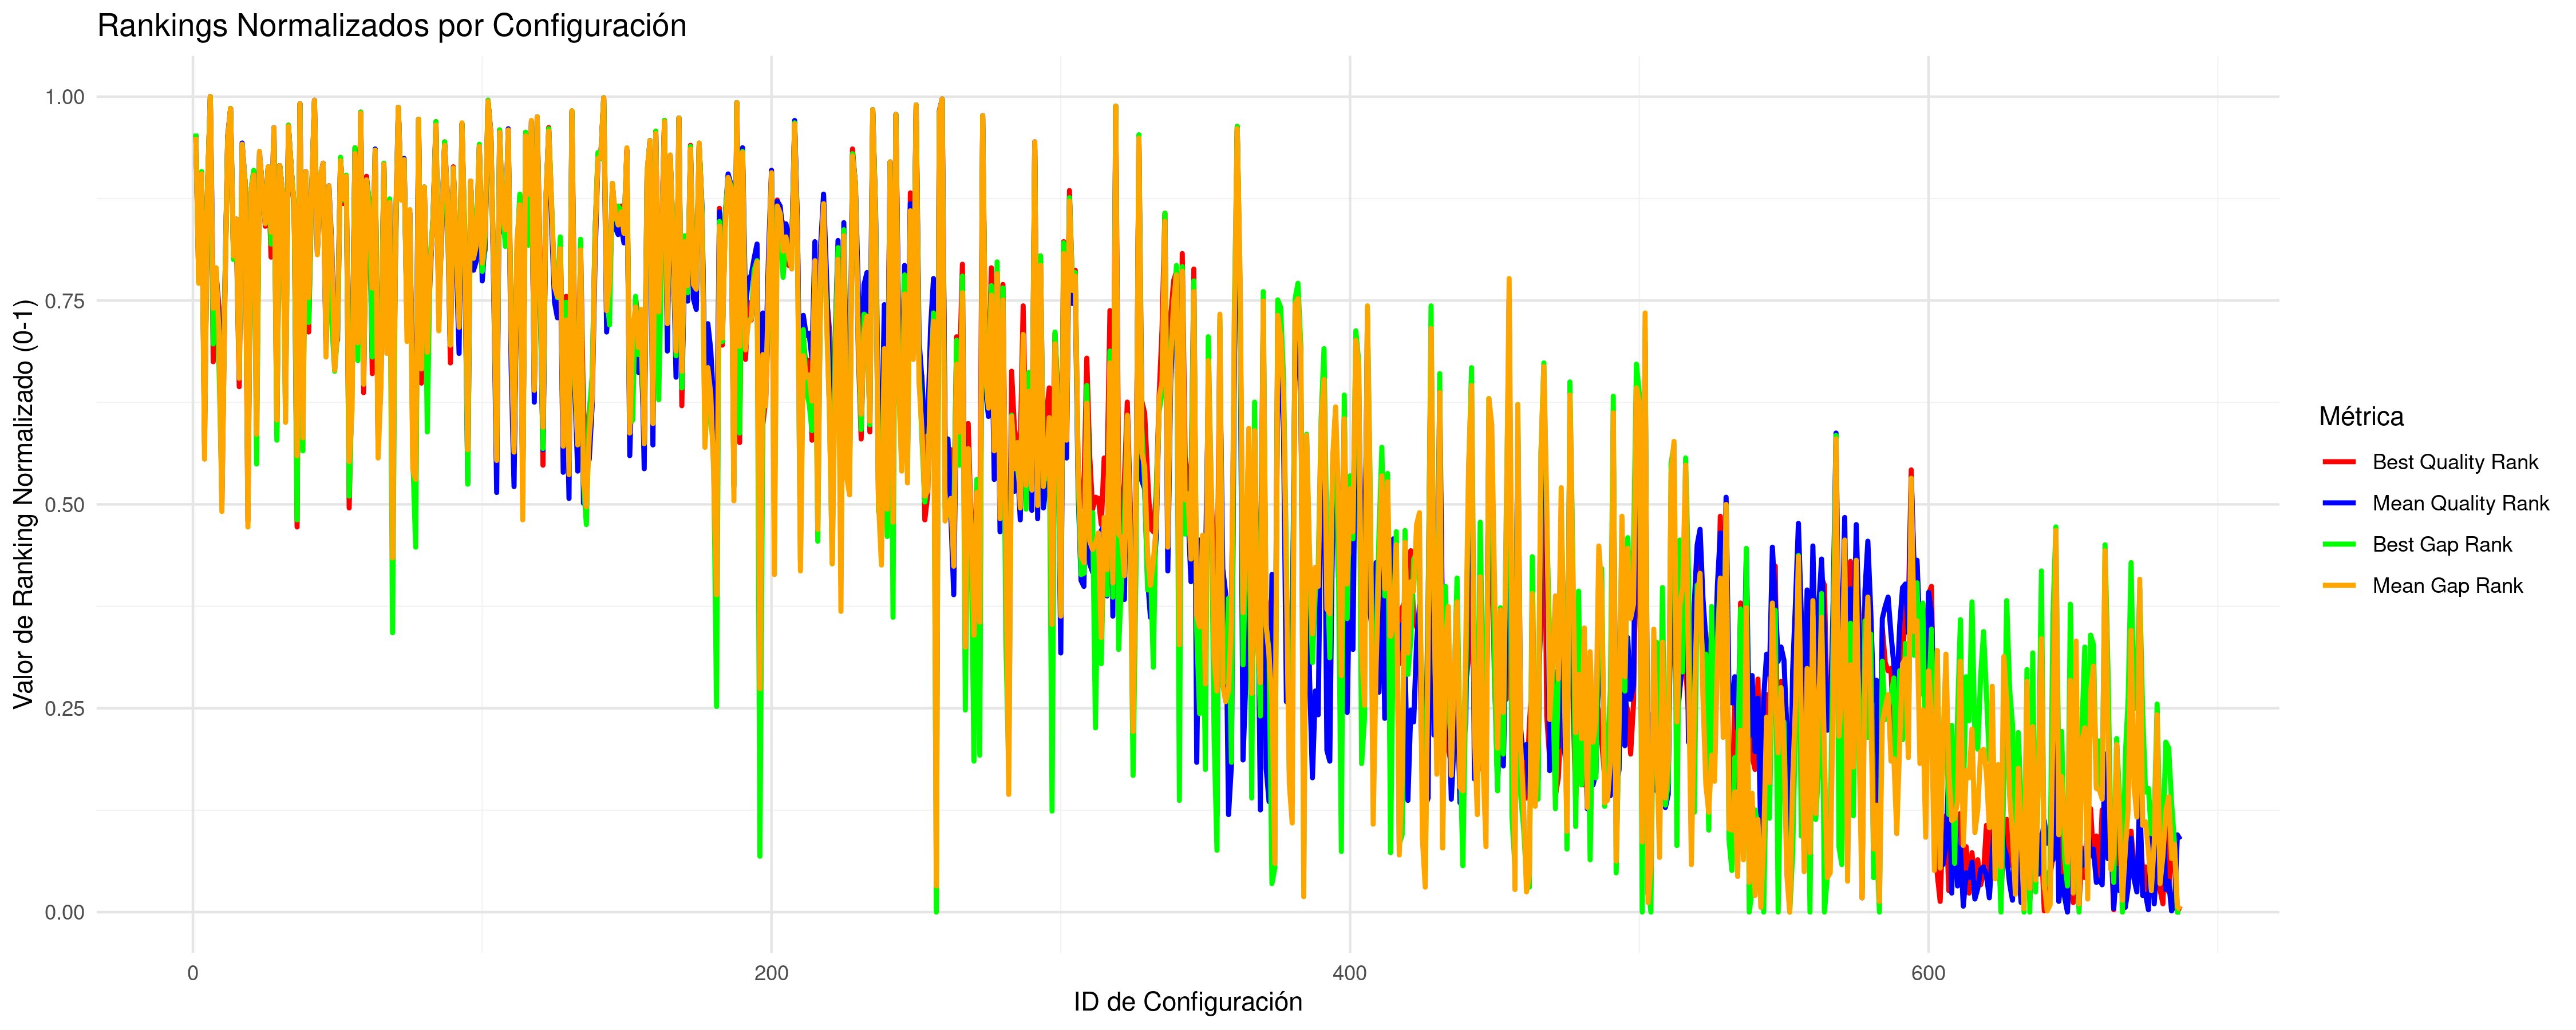 Rankings Normalizados por Configuración
Valor de Ranking Normalizado (0-1)
1.00
0.75
0.50
0.25
0.00
0
200
400
600
ID de Configuración
Métrica
Best Quality Rank
Mean Quality Rank
Best Gap Rank
Mean Gap Rank